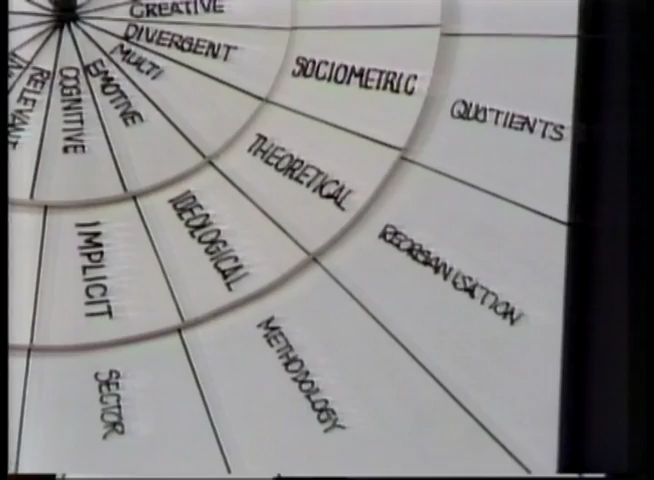 CREATIVE
DIVERGENT
MULTI
EMOTIVE
COGNITIVE
RELEVANT
SOCIOMETRIC
THEORETICAL
IDEOLOGICAL
IMPLICIT
QUOTIENTS
REORGANISATION
METHODOLOGY
SECTOR